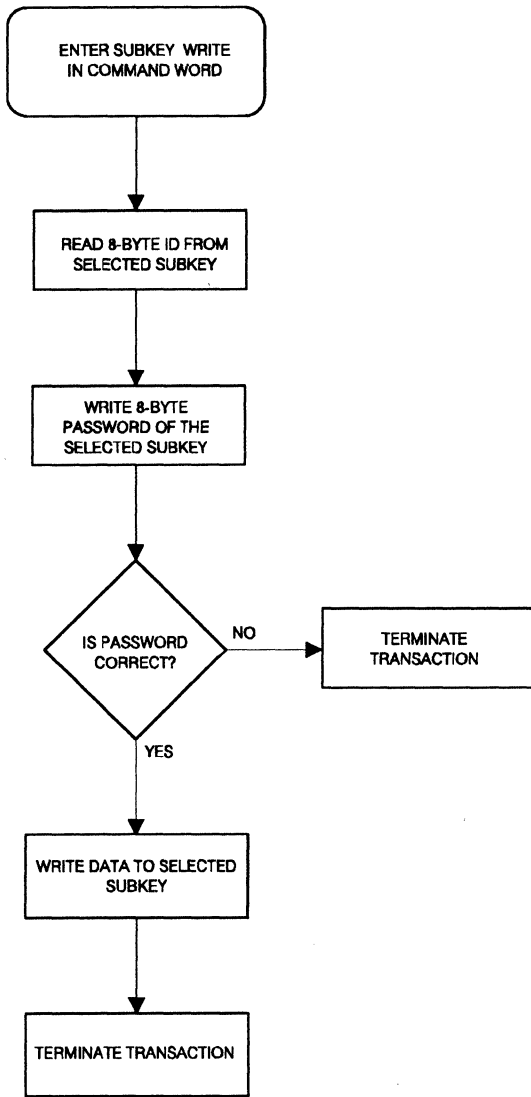 ENTER SUBKEY WRITE
IN COMMAND WORD
READ 8-BYTE ID FROM
SELECTED SUBKEY
WRITE 8-BYTE
PASSWORD OF THE
SELECTED SUBKEY
IS PASSWORD
CORRECT?
NO
TERMINATE
TRANSACTION
YES
WRITE DATA TO SELECTED
SUBKEY
TERMINATE TRANSACTION